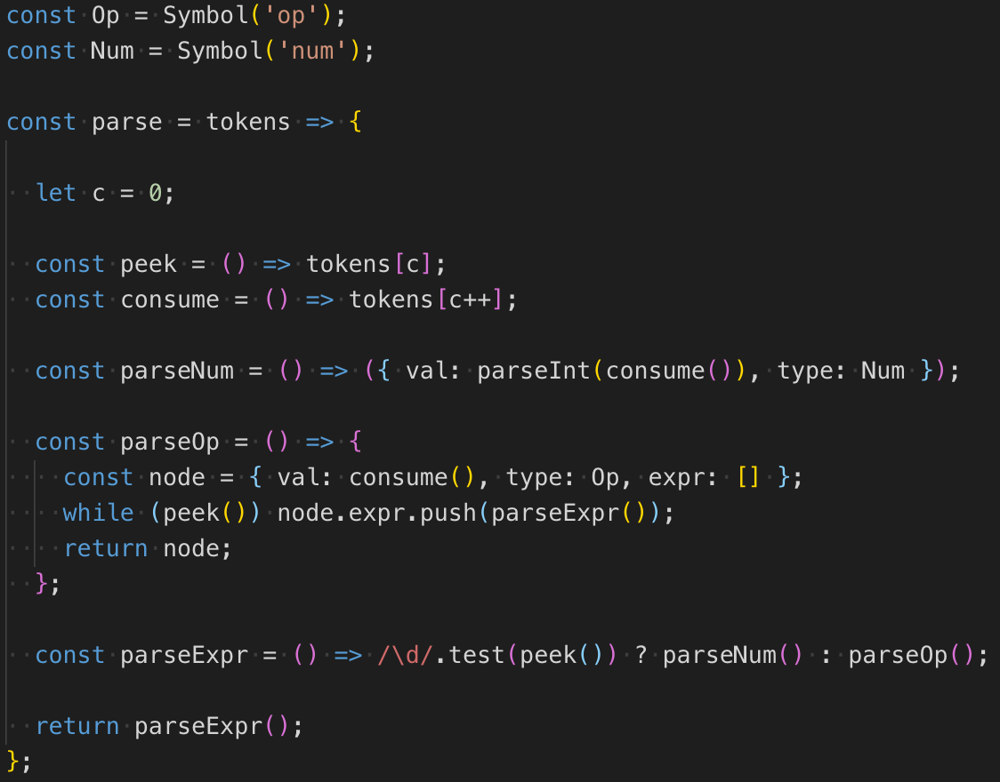 const Op = Symbol('op');
const Num = Symbol('num');
const parse = tokens => {
let c = 0;
const peek = () => tokens[c];
const consume = () => tokens[c++];
const parseNum = () => ({ val: parseInt(consume()), type: Num });
const parseOp = () => {
const node = { val: consume(), type: Op, expr: [] };
while (peek()) node.expr.push(parseExpr());
return node;
};
const parseExpr = () => /\d/.test(peek()) ? parseNum() : parseOp();
return parseExpr();
};